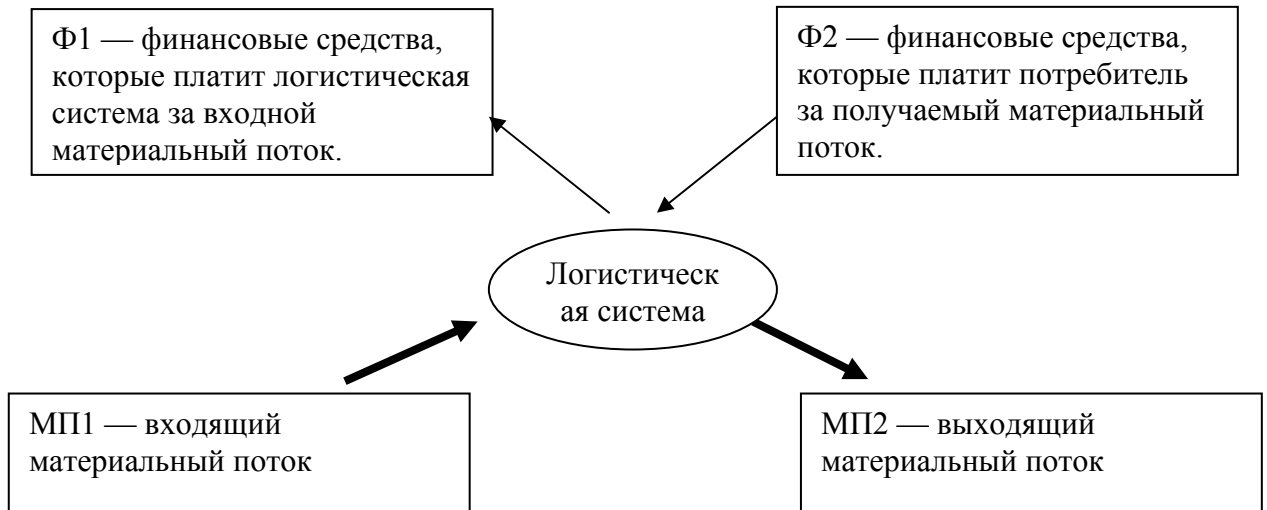 Ф1 — финансовые средства,
которые платит логистическая
система за входной
материальный поток.
Ф2 — финансовые средства,
которые платит потребитель
за получаемый материальный
поток.
Логистическ
ая система
МП1 — входящий
материальный поток
МП2 — выходящий
материальный поток